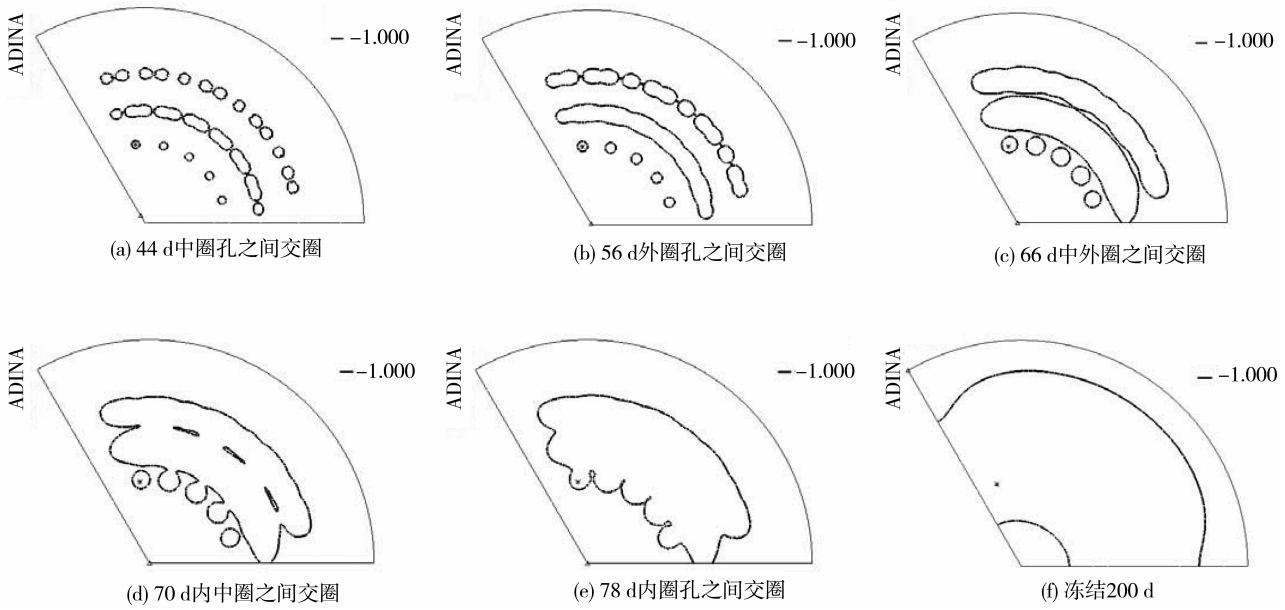 ADINA
-1.000
ADINA
-1.000
ADINA
-1.000
(a) 44 d中圈孔之间交圈
(b) 56 d外圈孔之间交圈
(c) 66 d中外圈之间交圈
ADINA
-1.000
ADINA
-1.000
ADINA
-1.000
(d) 70 d内中圈之间交圈
(e) 78 d内圈孔之间交圈
(f) 冻结200 d